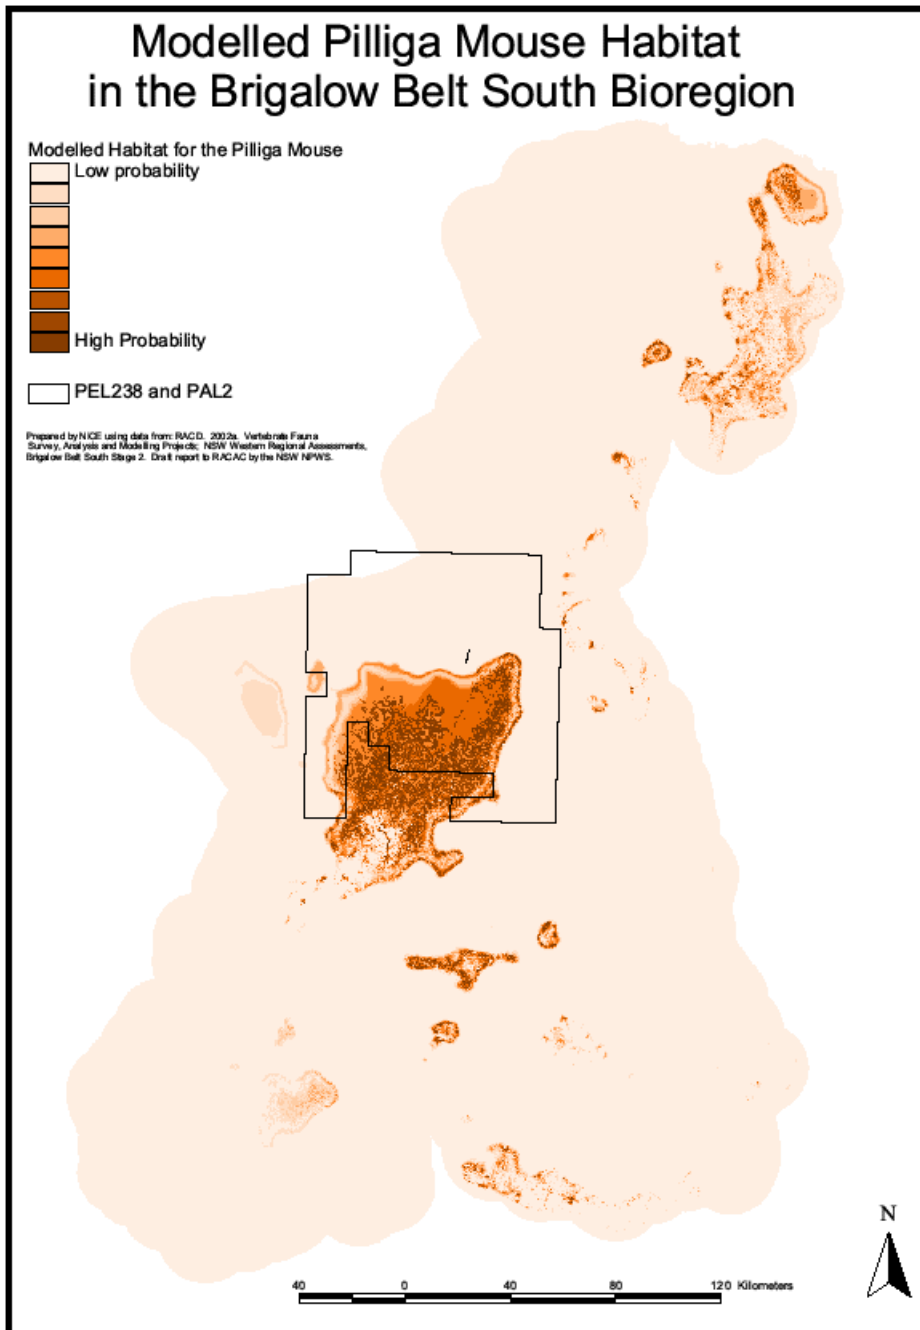 Modelled Pilliga Mouse Habitat
in the Brigalow Belt South Bioregion
Modelled Habitat for the Pilliga Mouse
Low probability
High Probability
PEL238 and PAL2
Prepared by NICE using data from: RACD. 2002a. Vertebrate Fauna
Survey, Analysis and Modelling Projects; NSW Western Regional Assessments,
Brigalow Belt South Stage 2. Draft report to RACAC by the NSW NPWS.
N
40 0 40 80 120 Kilometers